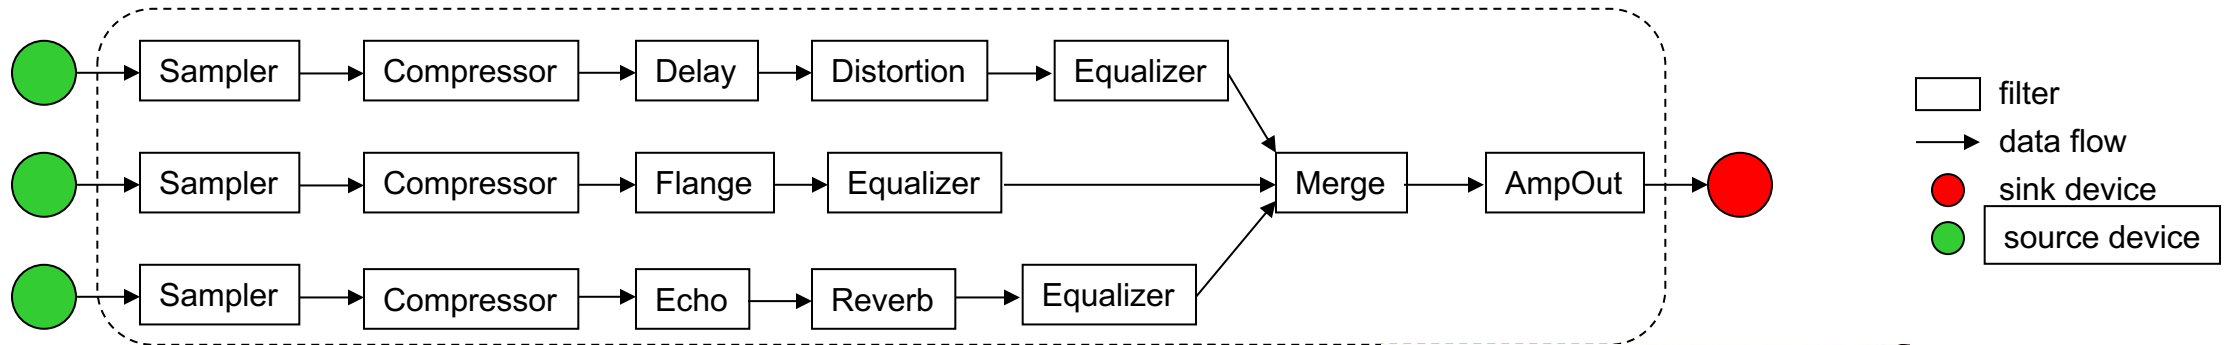 Sampler
Compressor
Delay
Distortion
Equalizer
Sampler
Compressor
Flange
Equalizer
Merge
AmpOut
Sampler
Compressor
Echo
Reverb
Equalizer
filter
data flow
sink device
source device